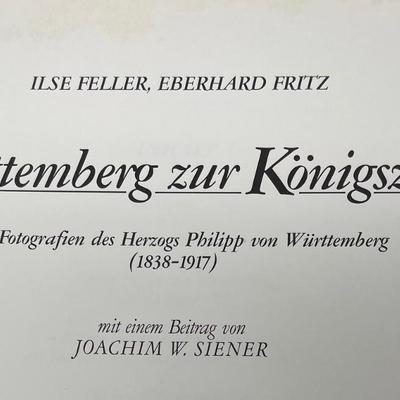 ILSE FELLER, EBERHARD FRITZ
ttemberg zur Königsz
Fotografien des Herzogs Philipp von Württemberg
(1838-1917)
mit einem Beitrag von
JOACHIM W. SIENER